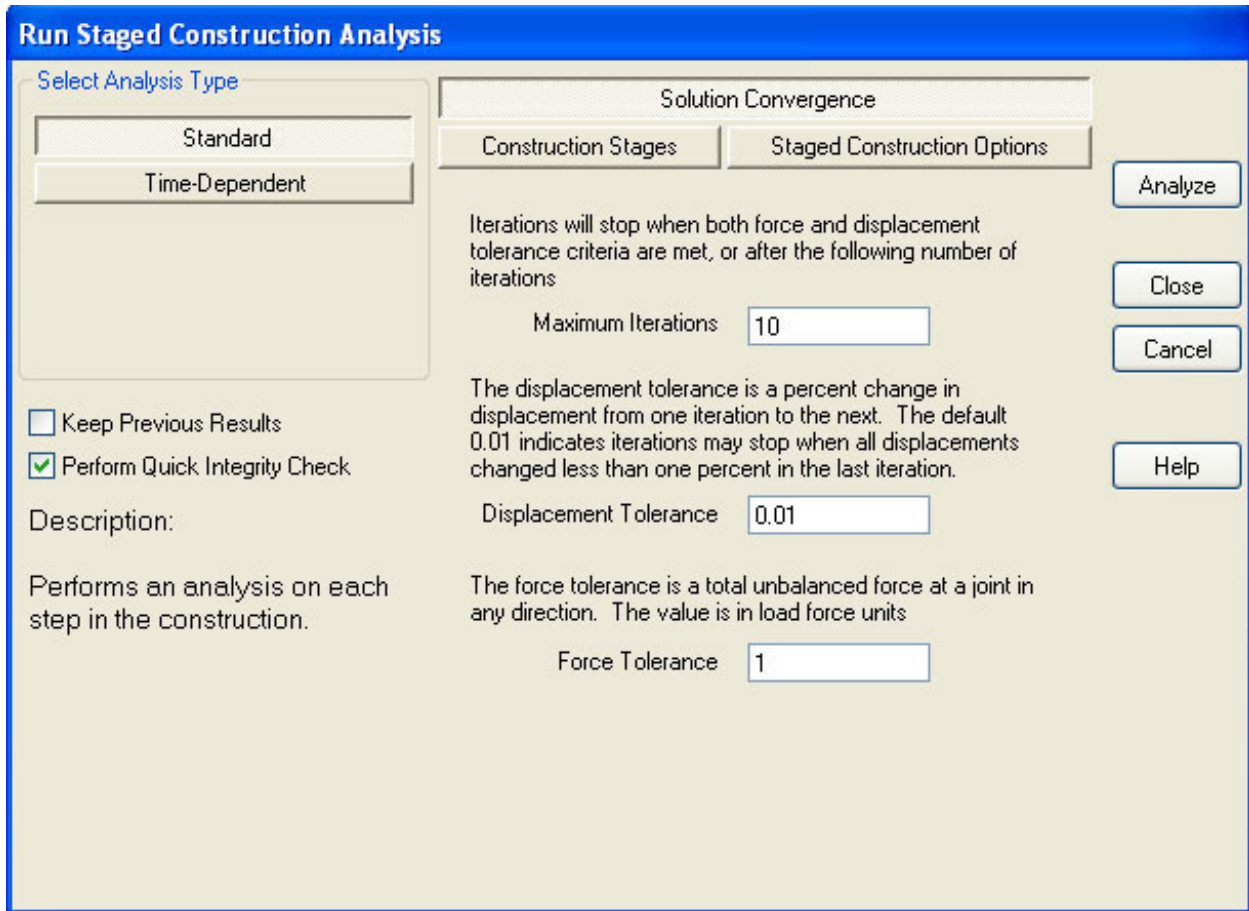 Run Staged Construction Analysis
Select Analysis Type
Standard
Time-Dependent
Keep Previous Results
Perform Quick Integrity Check
Description:
Performs an analysis on each
step in the construction.
Solution Convergence
Construction Stages
Staged Construction Options
Iterations will stop when both force and displacement
tolerance criteria are met, or after the following number of
iterations
Maximum Iterations 10
The displacement tolerance is a percent change in
displacement from one iteration to the next. The default
0.01 indicates iterations may stop when all displacements
changed less than one percent in the last iteration.
Displacement Tolerance 0.01
The force tolerance is a total unbalanced force at a joint in
any direction. The value is in load force units
Force Tolerance 1
Analyze
Close
Cancel
Help